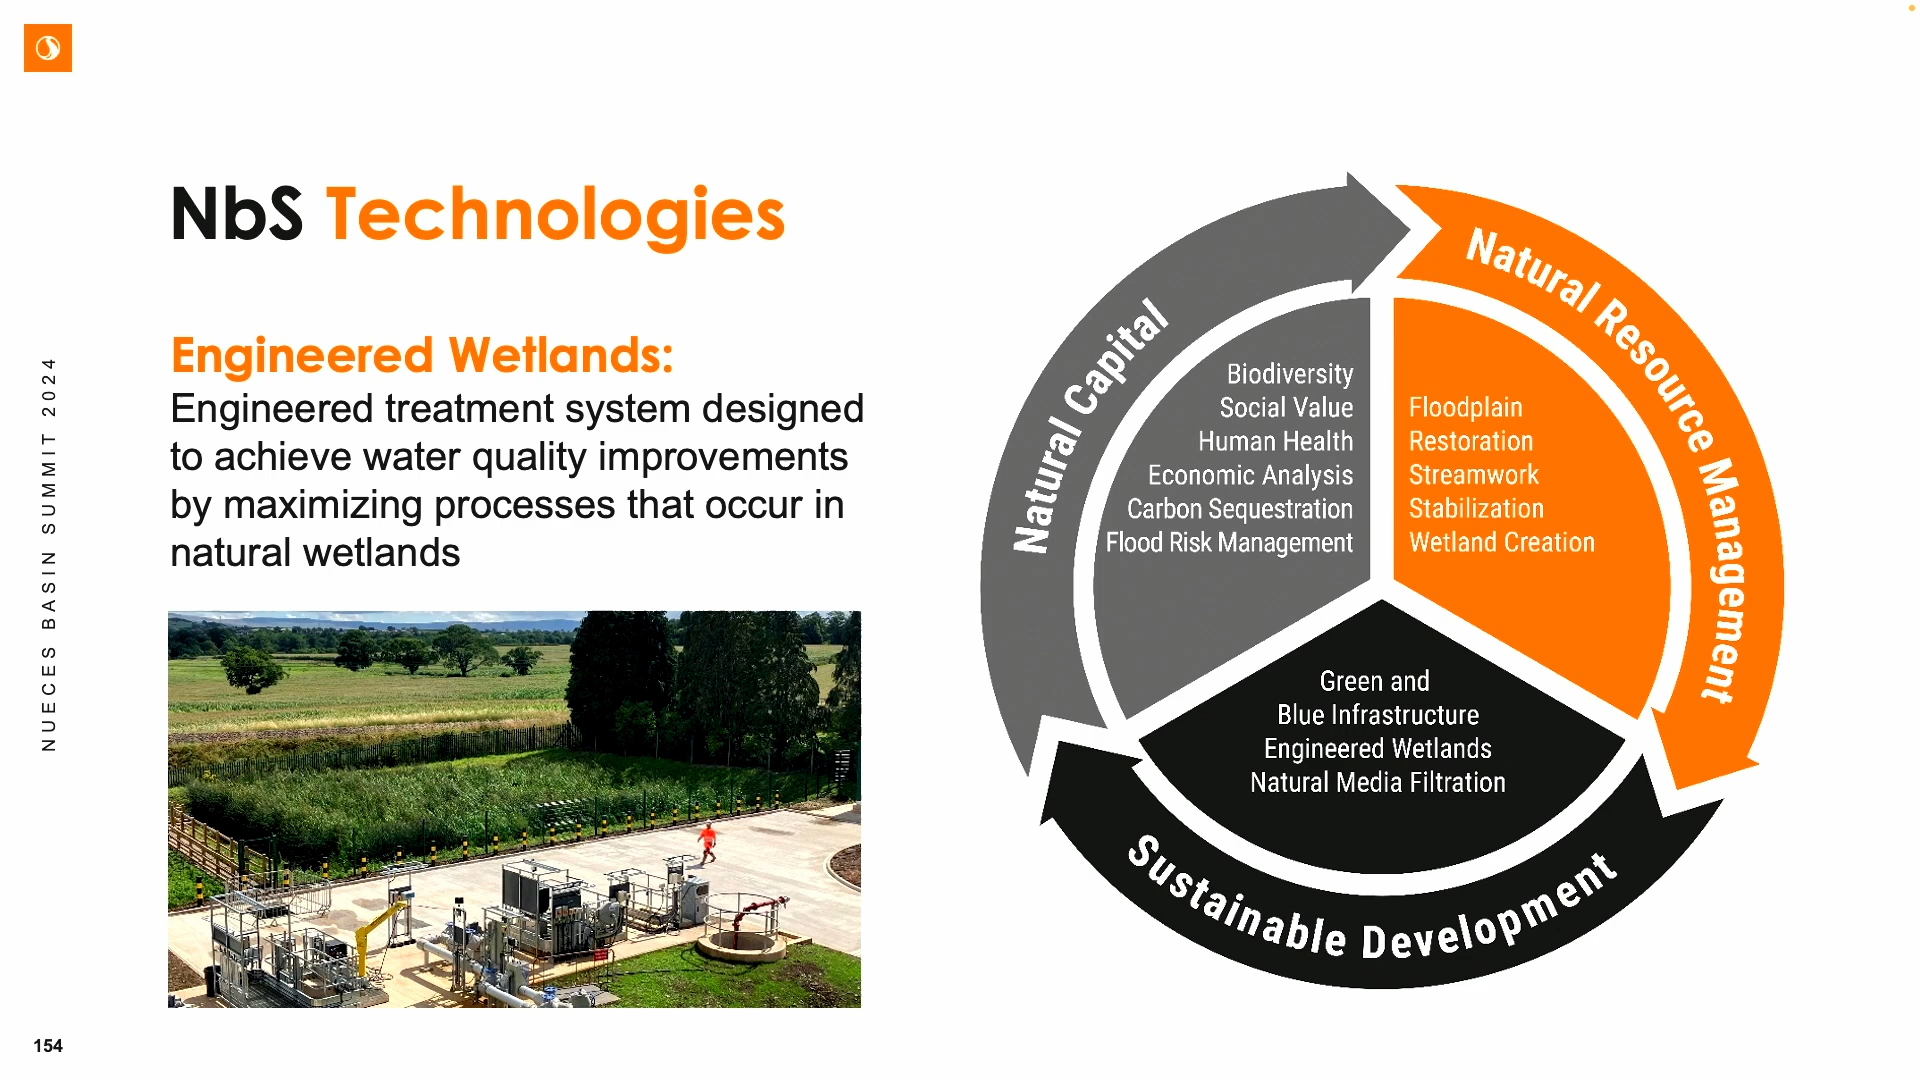 NbS Technologies
Engineered Wetlands:
Engineered treatment system designed
to achieve water quality improvements
by maximizing processes that occur in
natural wetlands
NUECES BASIN SUMMIT 2024
154
Natural Capital
Biodiversity
Social Value
Human Health
Economic Analysis
Carbon Sequestration
Flood Risk Management
Natural Resource Management
Floodplain
Restoration
Streamwork
Stabilization
Wetland Creation
Green and
Blue Infrastructure
Engineered Wetlands
Natural Media Filtration
Sustainable Development